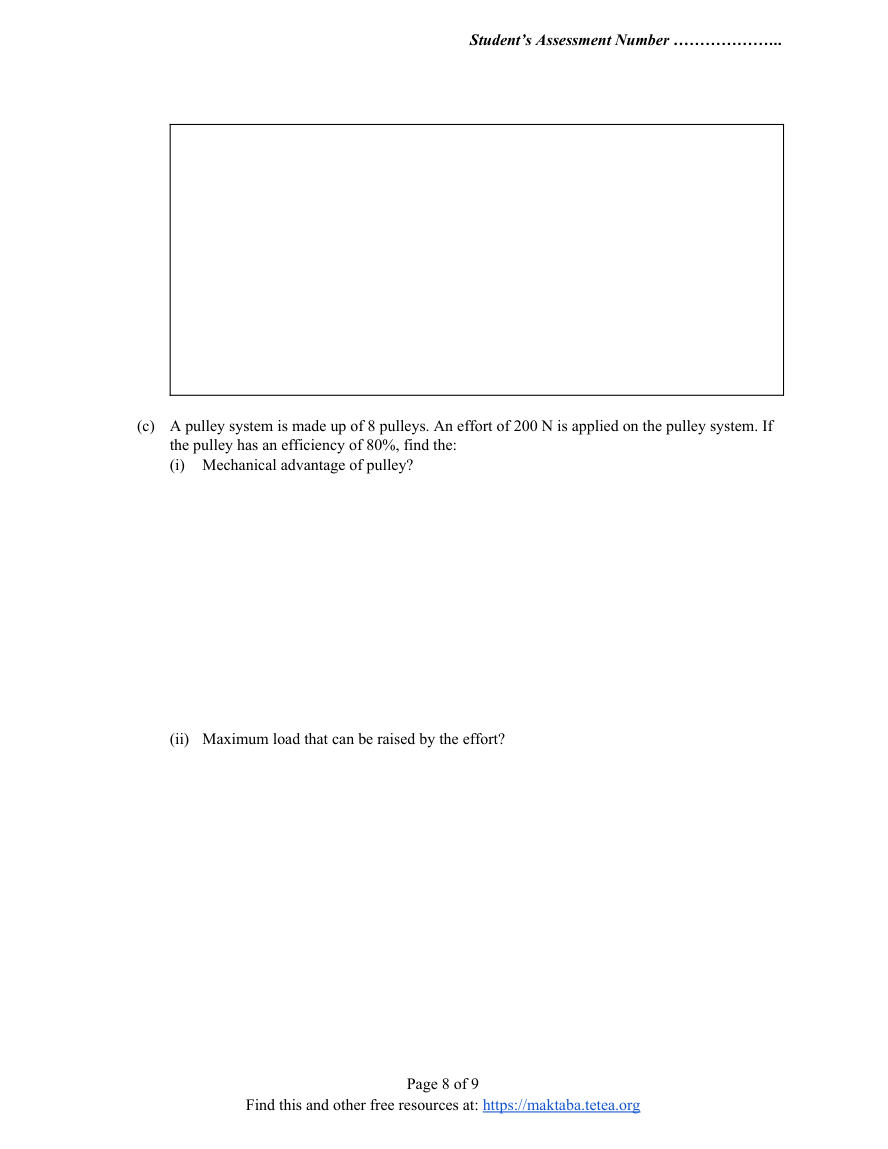 Student’s Assessment Number ………………...
(c) A pulley system is made up of 8 pulleys. An effort of 200 N is applied on the pulley system. If
the pulley has an efficiency of 80%, find the:
(i) Mechanical advantage of pulley?
(ii) Maximum load that can be raised by the effort?
Page 8 of 9
Find this and other free resources at: https://maktaba.tetea.org